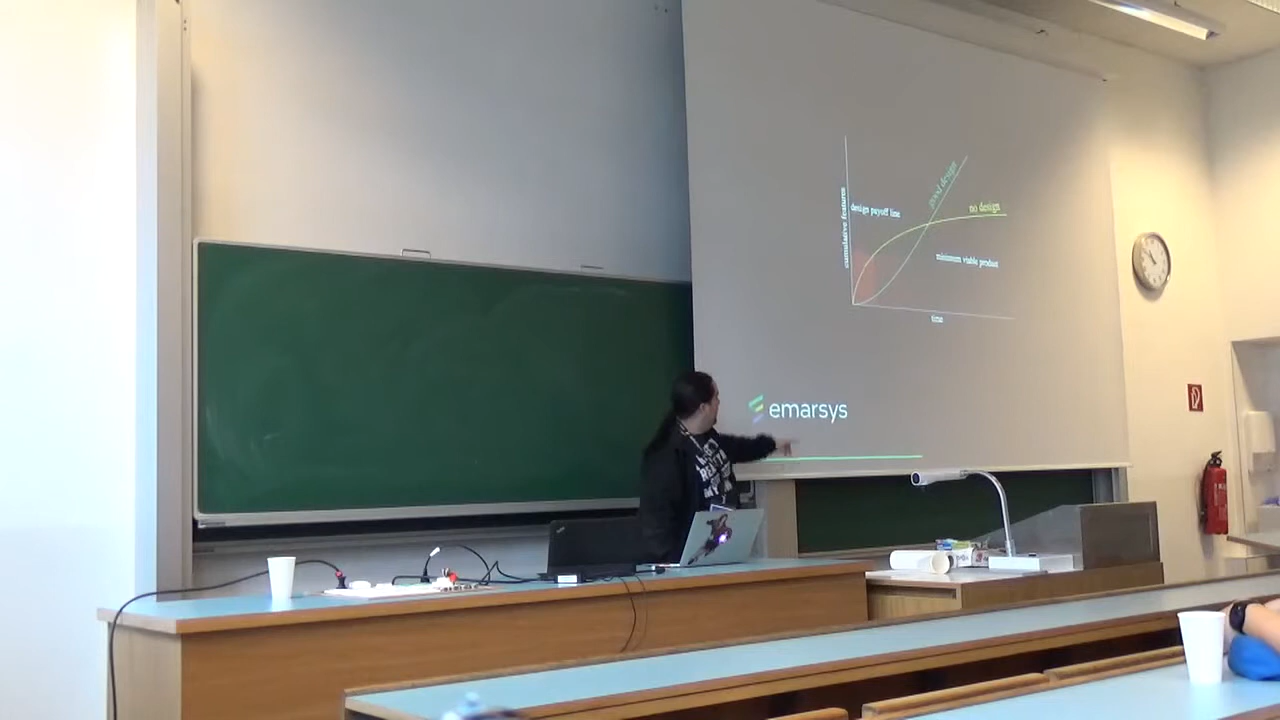 good design
design payoff line
no design
cumulative features
minimum viable product
time
emarsys